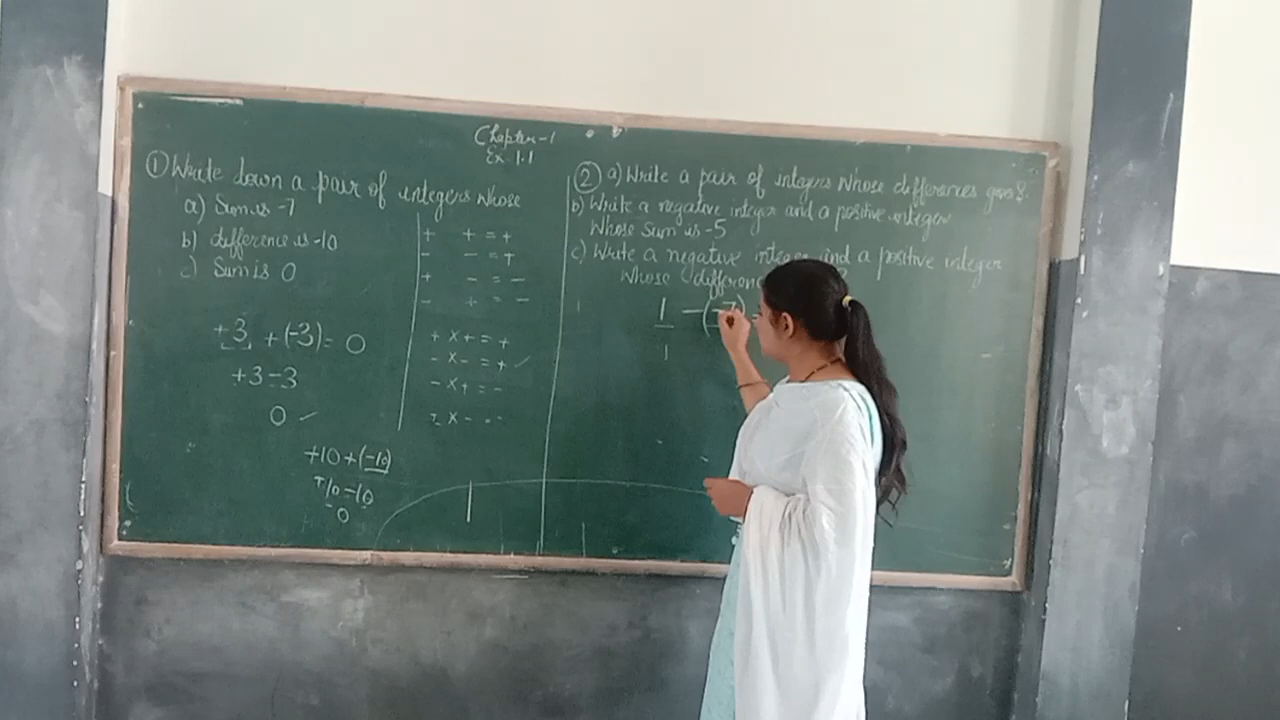 Chapter-1
Ex 1.1
① Write down a pair of integers whose
a) Sum is -7
b) difference is -10
c) Sum is 0
+3 + (-3) = 0
+3-3
0
+10+(-10)
+10-10
0
+ + = +
- - = +
+ - = -
- + = -
+ × + = +
- × - = + ✓
- × + = -
② a) Write a pair of integers whose differences gives
b) Write a negative integer and a positive integer
Whose Sum is -5
c) Write a negative integer and a positive integer
Whose
1 - (-7)
1